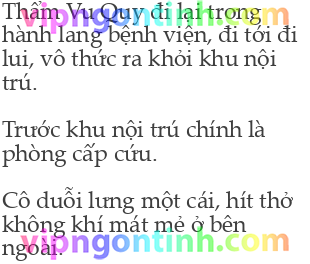 Thẩm Vu Quy đi lại trong
vipngontinh.com
hành lang bệnh viện, đi tới đi
lui, vô thức ra khỏi khu nội
trú.
Trước khu nội trú chính là
phòng cấp cứu.
Cô duỗi lưng một cái, hít thở
không khí mát mẻ ở bên
vipngontinh.com
ngoài.